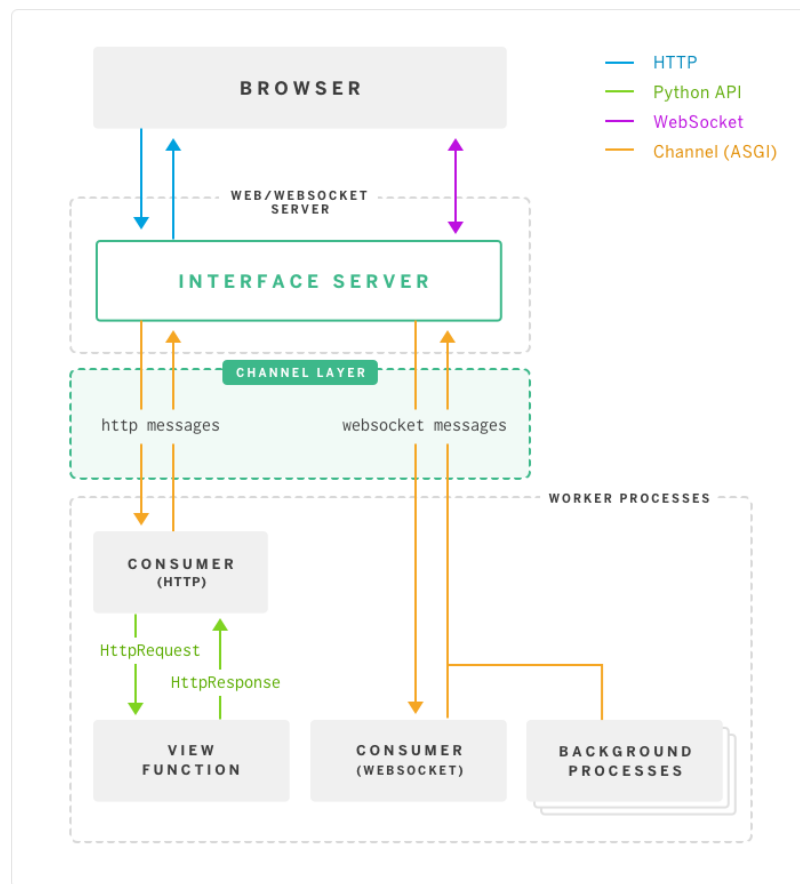 BROWSER
HTTP
Python API
WebSocket
Channel (ASGI)
WEB/WEBSOCKET
SERVER
INTERFACE SERVER
CHANNEL LAYER
http messages
websocket messages
WORKER PROCESSES
CONSUMER
(HTTP)
HttpRequest
HttpResponse
VIEW
FUNCTION
CONSUMER
(WEBSOCKET)
BACKGROUND
PROCESSES